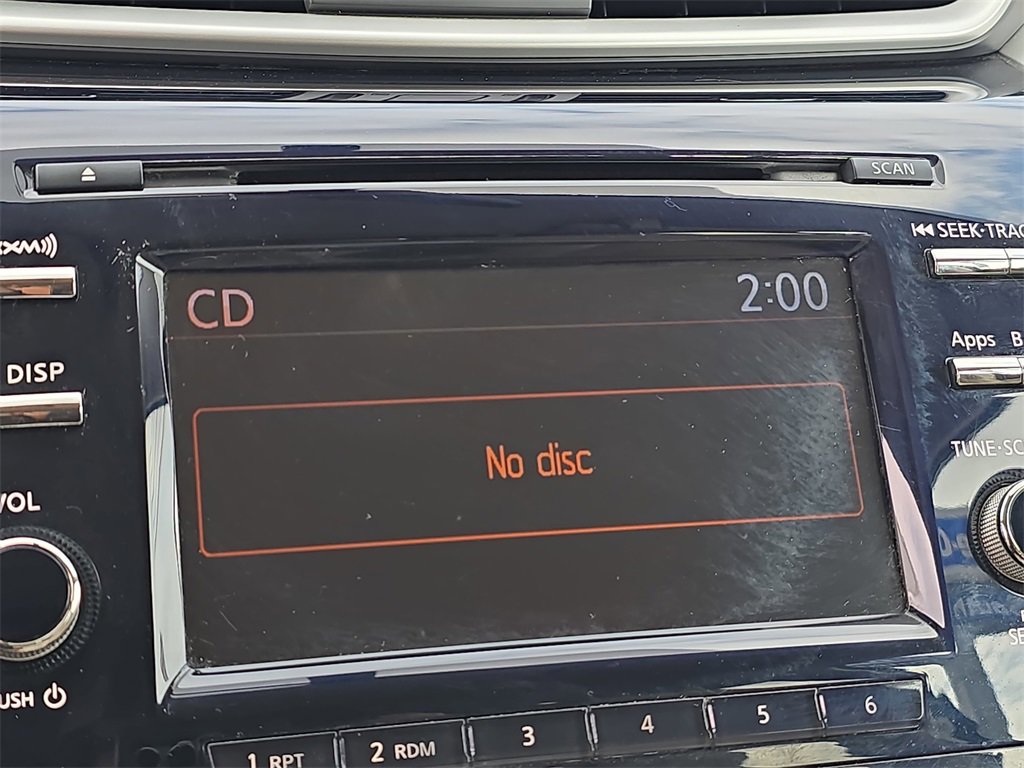 SCAN
XM
SEEK·TRAC
CD
2:00
DISP
Apps
No disc
VOL
TUNE·SC
USH
1 RPT
2 RDM
3
4
5
6